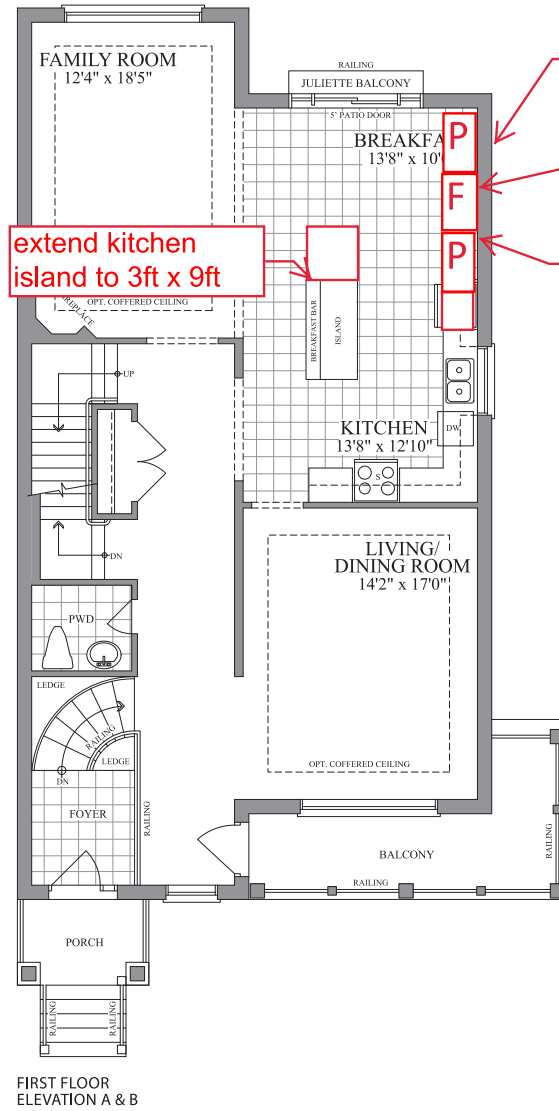 FAMILY ROOM
12'4" x 18'5"
RAILING
JULIETTE BALCONY
5' PATIO DOOR
BREAKFA
13'8" x 10'
P
F
P
extend kitchen
island to 3ft x 9ft
OPT. COFFERED CEILING
FIREPLACE
BREAKFAST BAR
ISLAND
UP
KITCHEN
13'8" x 12'10"
DW
S
DN
LIVING/
DINING ROOM
14'2" x 17'0"
PWD
LEDGE
RAILING
LEDGE
DN
OPT. COFFERED CEILING
FOYER
RAILING
BALCONY
RAILING
RAILING
PORCH
RAILING
RAILING
FIRST FLOOR
ELEVATION A & B